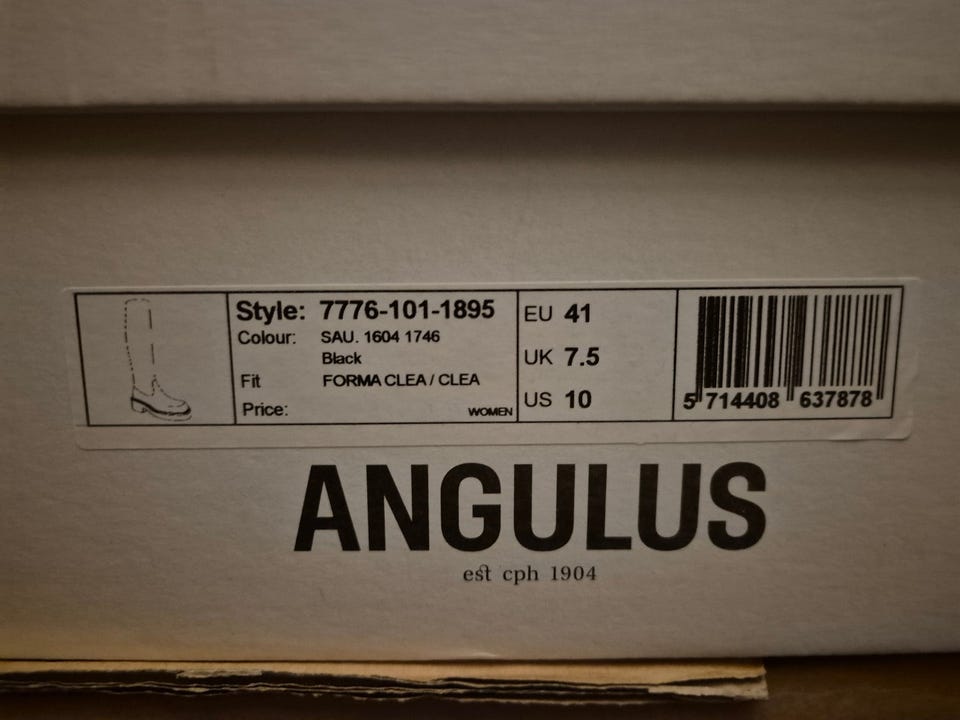 Style: 7776-101-1895
Colour: SAU. 1604 1746
Black
Fit FORMA CLEA / CLEA
Price: WOMEN
EU 41
UK 7.5
US 10
5 714408 637878
ANGULUS
est cph 1904